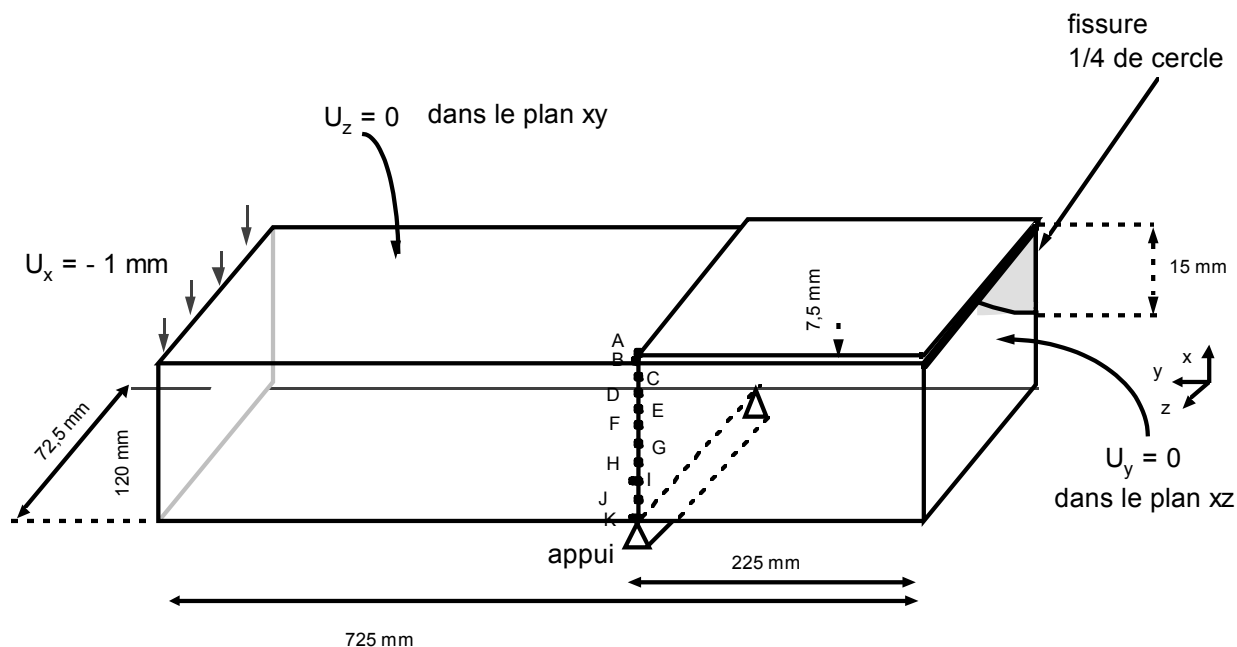 fissure
1/4 de cercle
U_z = 0 dans le plan xy
U_x = - 1 mm
15 mm
7,5 mm
A
B
C
D
E
F
G
H
I
J
K
x
y
z
72,5 mm
120 mm
U_y = 0
dans le plan xz
appui
225 mm
725 mm